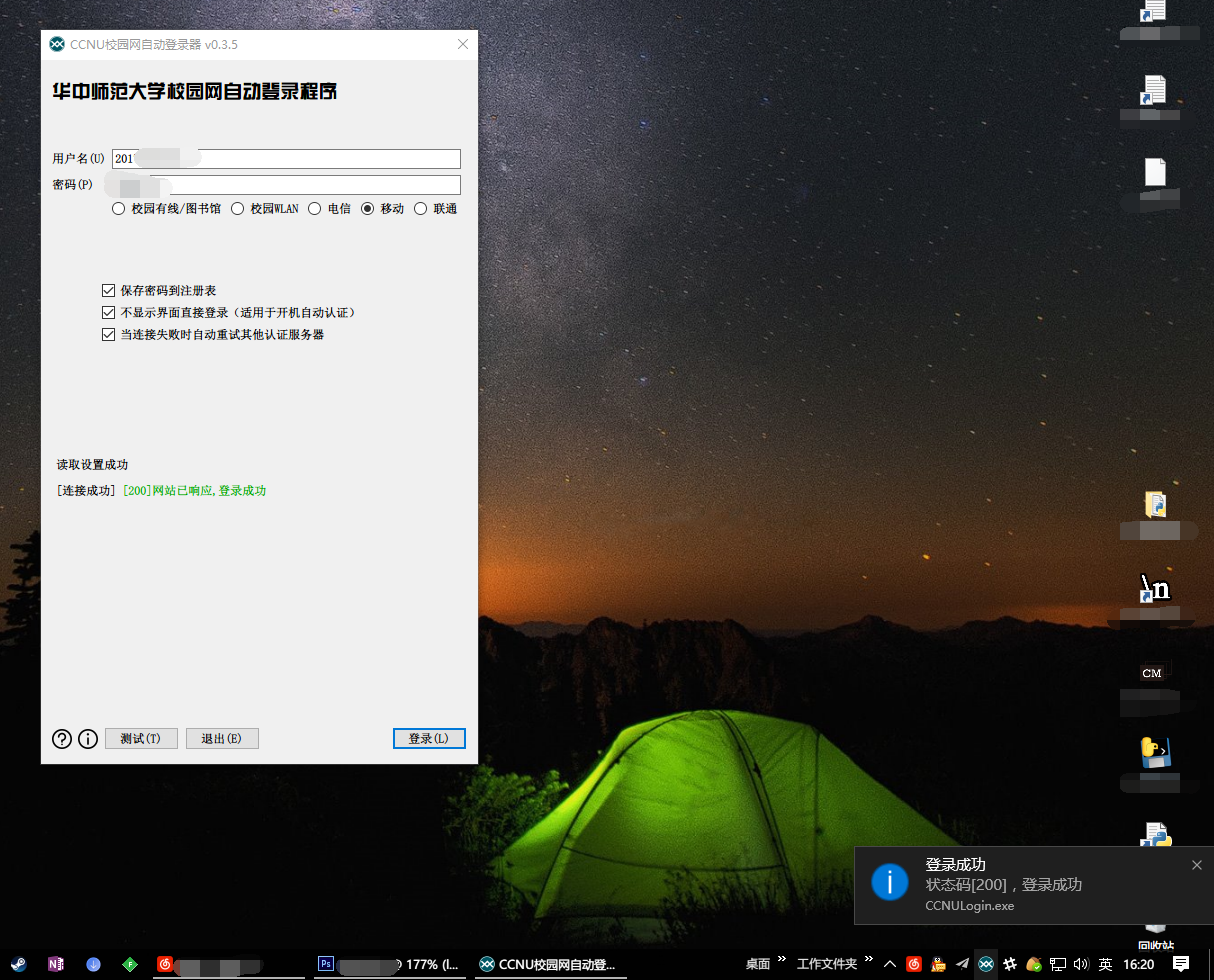 CCNU校园网自动登录器 v0.3.5
华中师范大学校园网自动登录程序
用户名(U) 201
密码(P)
校园有线/图书馆 校园WLAN 电信 移动 联通
保存密码到注册表
不显示界面直接登录（适用于开机自动认证）
当连接失败时自动重试其他认证服务器
读取设置成功
[连接成功] [200]网站已响应,登录成功
测试(T) 退出(E) 登录(L)
\n
CM
登录成功
状态码[200]，登录成功
CCNULogin.exe
回收站
N Ps 177% (l... CCNU校园网自动登... 桌面 » 工作文件夹 » 英 16:20